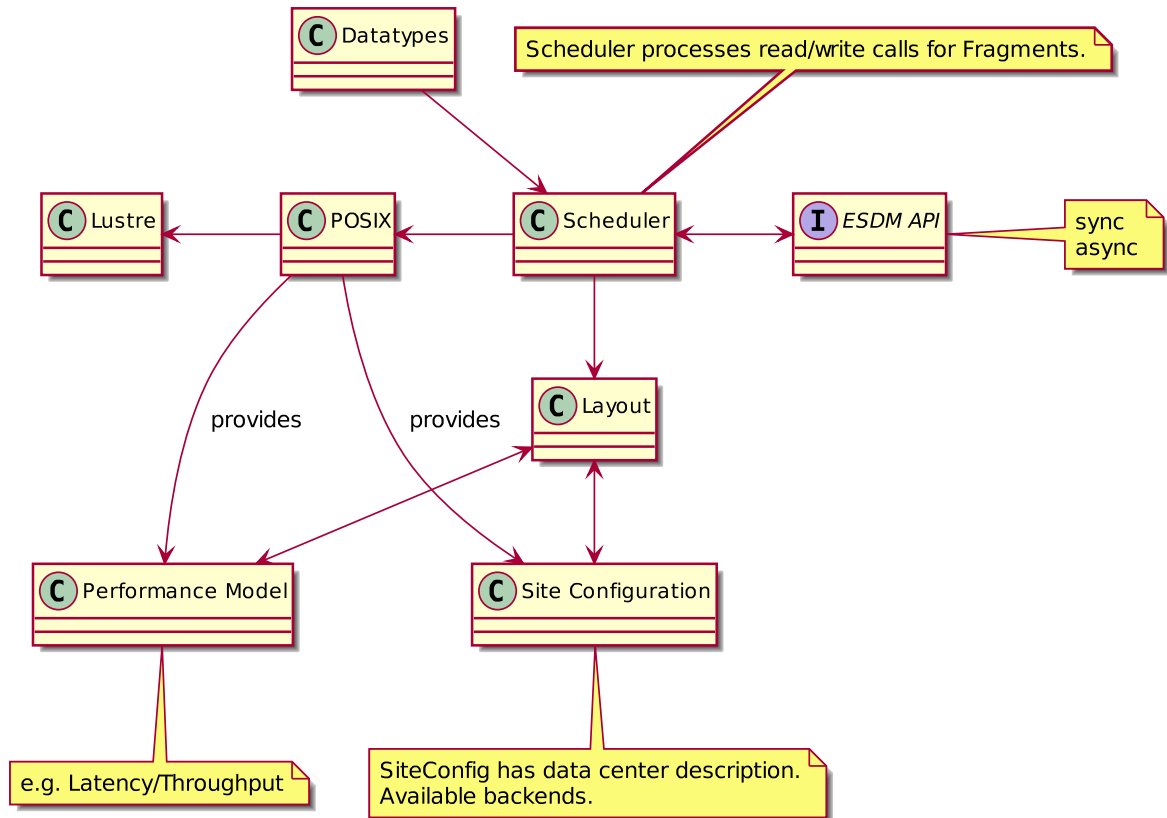 C Datatypes
Scheduler processes read/write calls for Fragments.
C Lustre
C POSIX
C Scheduler
I ESDM API
sync
async
C Layout
provides
provides
C Performance Model
C Site Configuration
e.g. Latency/Throughput
SiteConfig has data center description.
Available backends.